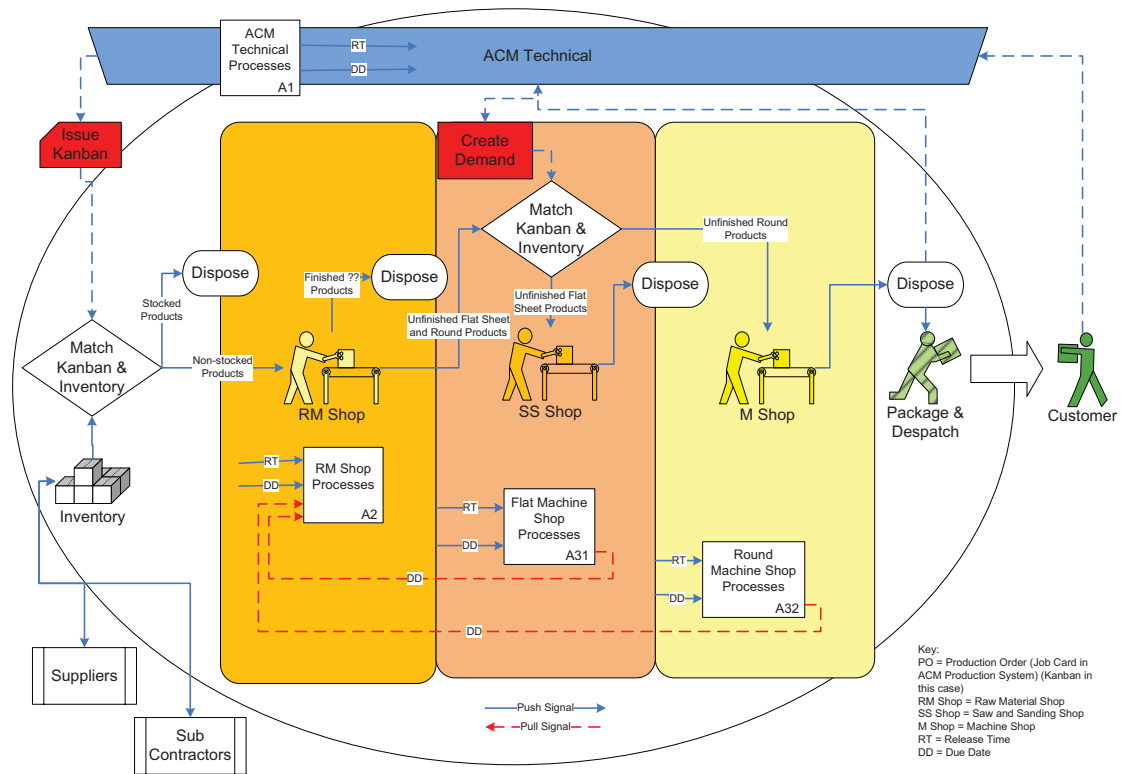 ACM
Technical
Processes
A1
RT
DD
ACM Technical
Issue
Kanban
Create
Demand
Match
Kanban &
Inventory
Unfinished Round
Products
Dispose
Stocked
Products
Finished ??
Products
Dispose
Unfinished Flat Sheet
and Round Products
Unfinished Flat
Sheet Products
Dispose
Dispose
Match
Kanban &
Inventory
Non-stocked
Products
RM Shop
SS Shop
M Shop
Package &
Despatch
Customer
Inventory
RT
DD
RM Shop
Processes
A2
RT
DD
Flat Machine
Shop
Processes
A31
DD
RT
DD
Round
Machine Shop
Processes
A32
DD
Suppliers
Sub
Contractors
Push Signal
Pull Signal
Key:
PO = Production Order (Job Card in
ACM Production System) (Kanban in
this case)
RM Shop = Raw Material Shop
SS Shop = Saw and Sanding Shop
M Shop = Machine Shop
RT = Release Time
DD = Due Date